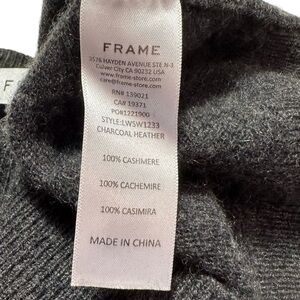 F
FRAME
3576 HAYDEN AVENUE STE N-3
Culver City CA 90232 USA
www.frame-store.com
care@frame-store.com
RN# 139021
CA# 19371
PO#1221900
STYLE:LWSW1233
CHARCOAL HEATHER
100% CASHMERE
100% CACHEMIRE
100% CASIMIRA
MADE IN CHINA